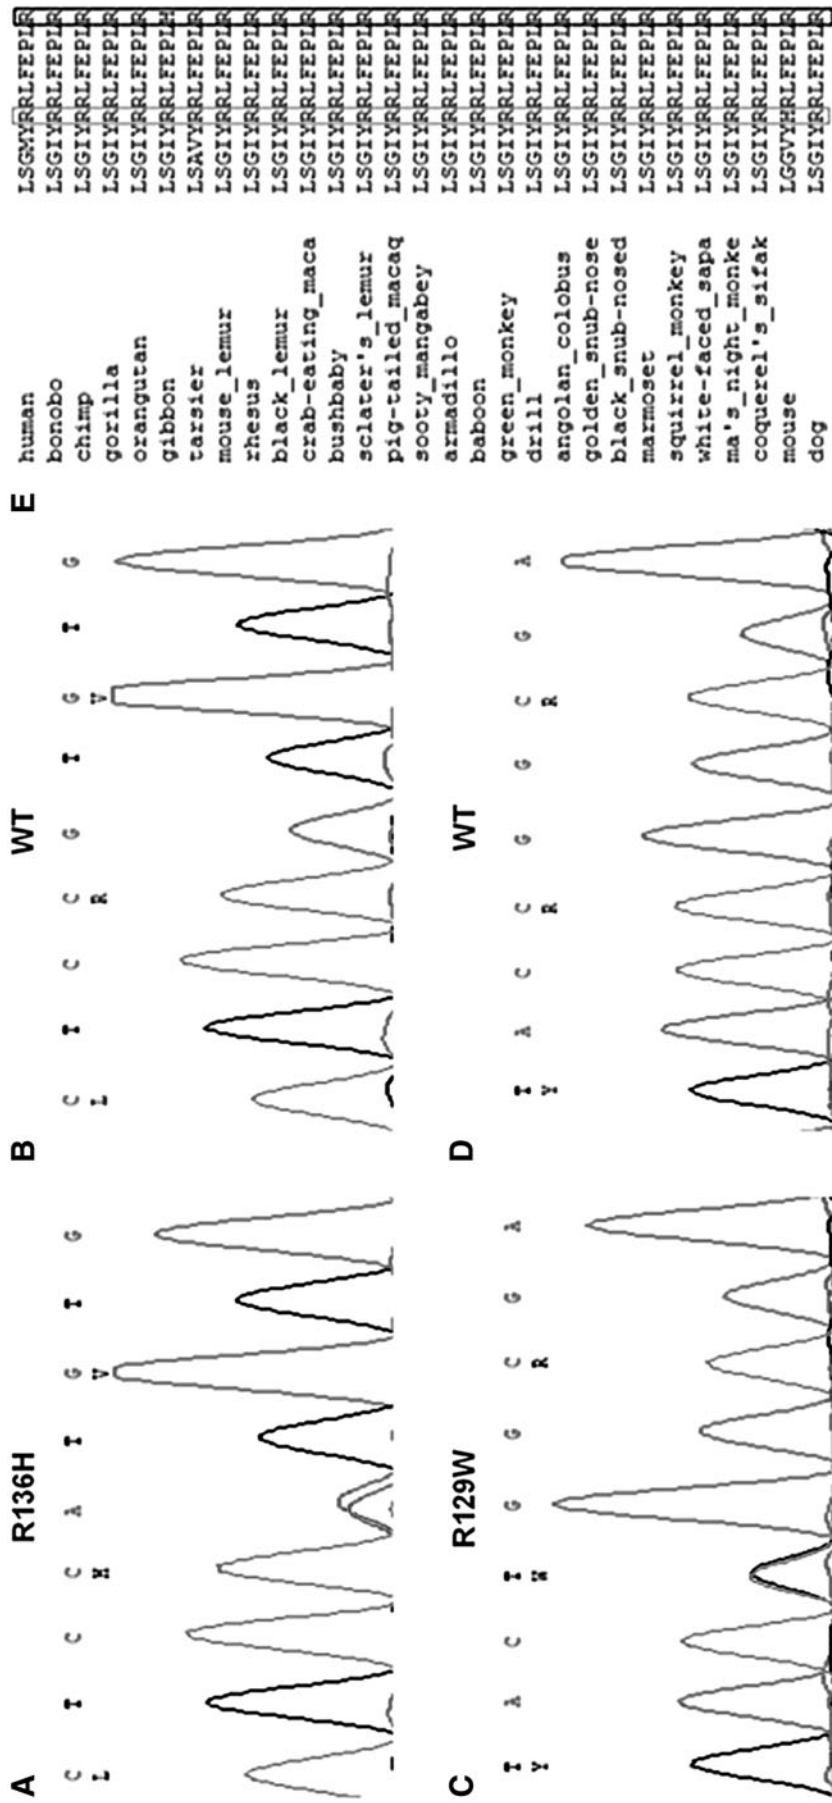 A
R136H
C T C C A T G T G
L H V
B
WT
C T C C G T G T G
L R V
C
R129W
T A C T G G C G A
Y W R
D
WT
T A C C G G C G A
Y R R
E
human LSGMYRRLFEPLR
bonobo LSGIYRRLFEPLR
chimp LSGIYRRLFEPLR
gorilla LSGIYRRLFEPLR
orangutan LSGIYRRLFEPLR
gibbon LSGIYRRLFEPLH
tarsier LSAVYRRLFEPLR
mouse_lemur LSGIYRRLFEPLR
rhesus LSGIYRRLFEPLR
black_lemur LSGIYRRLFEPLR
crab-eating_maca LSGIYRRLFEPLR
bushbaby LSGIYRRLFEPLR
sclater's_lemur LSGIYRRLFEPLR
pig-tailed_macaq LSGIYRRLFEPLR
sooty_mangabey LSGIYRRLFEPLR
armadillo LSGIYRRLFEPLR
baboon LSGIYRRLFEPLR
green_monkey LSGIYRRLFEPLR
drill LSGIYRRLFEPLR
angolan_colobus LSGIYRRLFEPLR
golden_snub-nose LSGIYRRLFEPLR
black_snub-nosed LSGIYRRLFEPLR
marmoset LSGIYRRLFEPLR
squirrel_monkey LSGIYRRLFEPLR
white-faced_sapa LSGIYRRLFEPLR
ma's_night_monke LSGIYRRLFEPLR
coquerel's_sifak LSGIYRRLFEPLR
mouse LGGVYHRLFEPLR
dog LSGIYRRLFEPLR